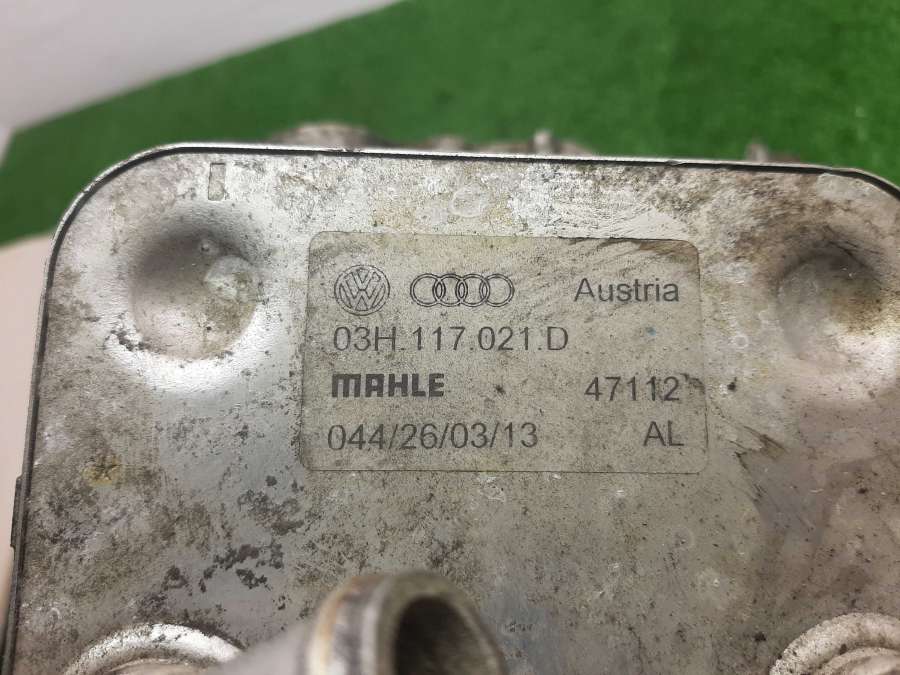 Austria
03H.117.021.D
MAHLE 47112
044/26/03/13 AL